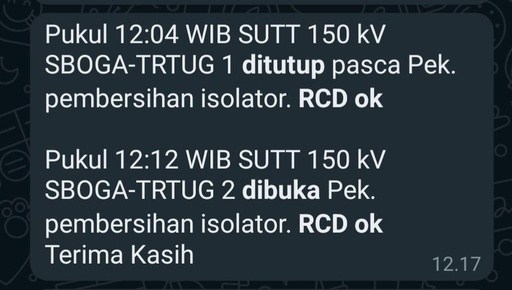 Pukul 12:04 WIB SUTT 150 kV
SBOGA-TRTUG 1 ditutup pasca Pek.
pembersihan isolator. RCD ok
Pukul 12:12 WIB SUTT 150 kV
SBOGA-TRTUG 2 dibuka Pek.
pembersihan isolator. RCD ok
Terima Kasih
12.17